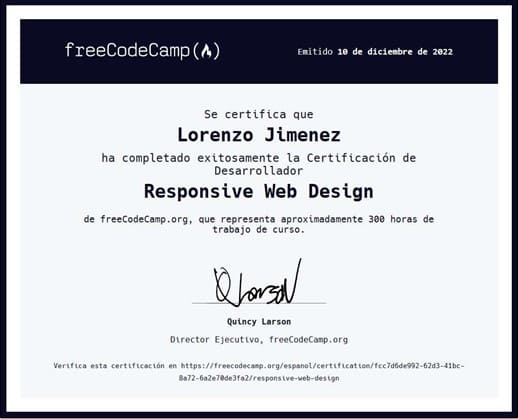 freeCodeCamp(🔥)
Emitido 10 de diciembre de 2022
Se certifica que
Lorenzo Jimenez
ha completado exitosamente la Certificación de
Desarrollador
Responsive Web Design
de freeCodeCamp.org, que representa aproximadamente 300 horas de
trabajo de curso.
Q Larson
Quincy Larson
Director Ejecutivo, freeCodeCamp.org
Verifica esta certificación en https://freecodecamp.org/espanol/certification/fcc7d6de992-62d3-41bc-
8a72-6a2e70de3fa2/responsive-web-design